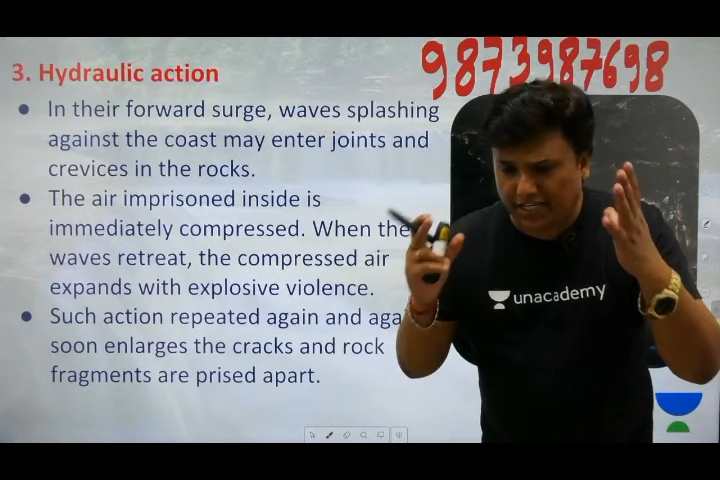 9873987698
3. Hydraulic action
● In their forward surge, waves splashing
against the coast may enter joints and
crevices in the rocks.
● The air imprisoned inside is
immediately compressed. When the
waves retreat, the compressed air
expands with explosive violence.
● Such action repeated again and aga
soon enlarges the cracks and rock
fragments are prised apart.
unacademy